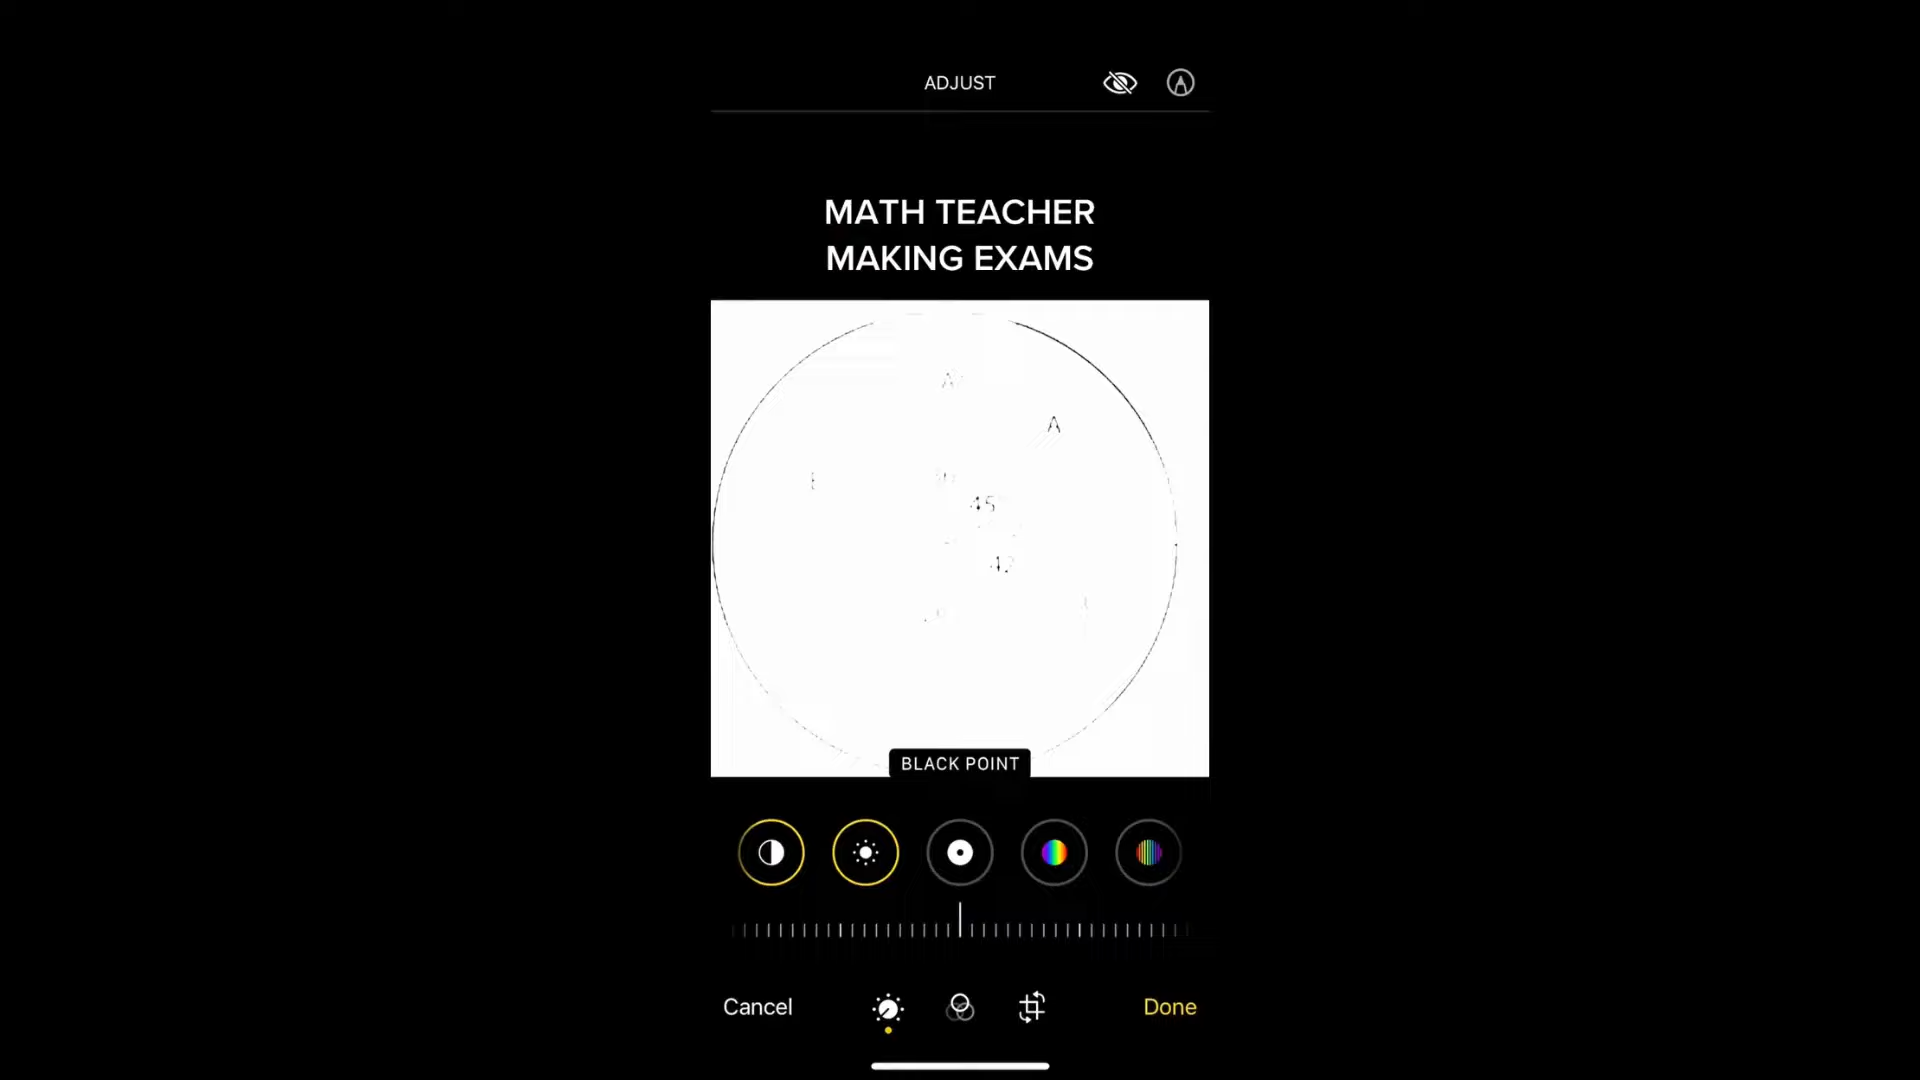 ADJUST
MATH TEACHER
MAKING EXAMS
A
45
BLACK POINT
Cancel
Done